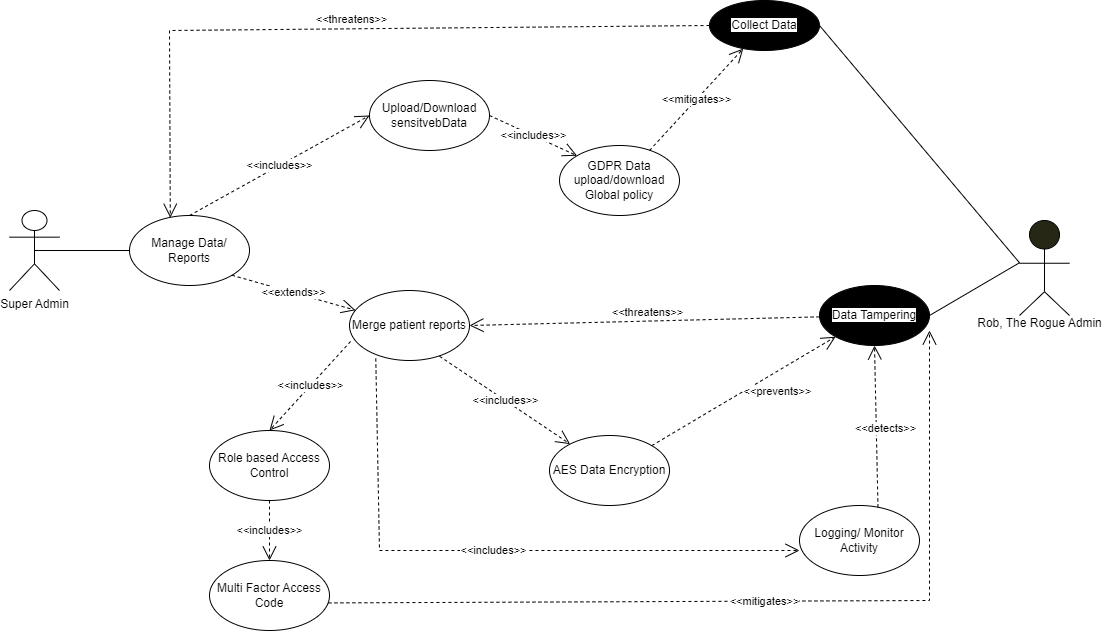 <<threatens>>
Collect Data
Upload/Download
sensitvebData
<<mitigates>>
<<includes>>
<<includes>>
GDPR Data
upload/download
Global policy
Manage Data/
Reports
Super Admin
<<extends>>
Merge patient reports
<<threatens>>
Data Tampering
Rob, The Rogue Admin
<<includes>>
<<includes>>
<<prevents>>
<<detects>>
Role based Access
Control
AES Data Encryption
<<includes>>
<<includes>>
Logging/ Monitor
Activity
Multi Factor Access
Code
<<mitigates>>